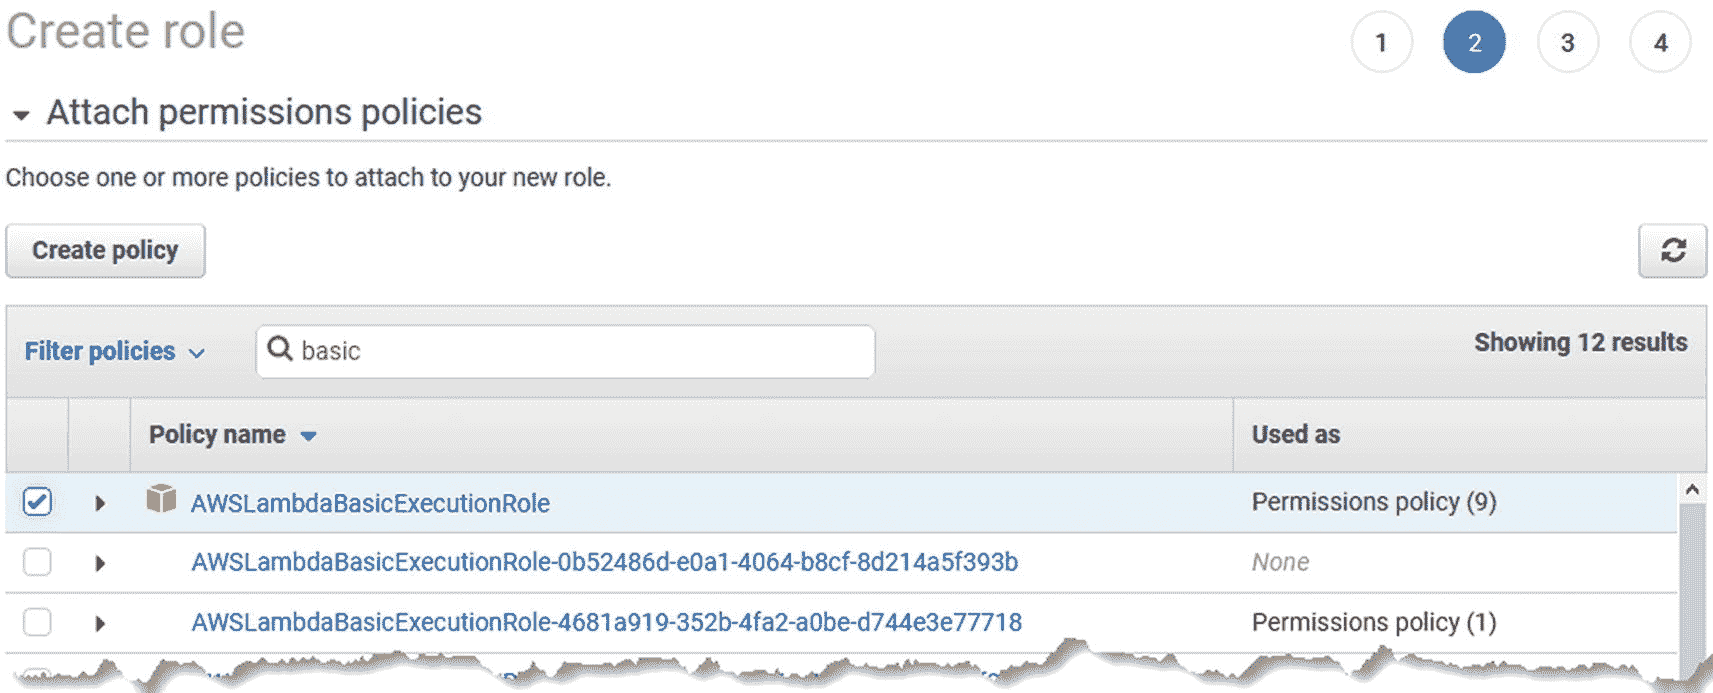 Create role
1 2 3 4
Attach permissions policies
Choose one or more policies to attach to your new role.
Create policy
Filter policies
basic
Showing 12 results
Policy name
Used as
AWSLambdaBasicExecutionRole
Permissions policy (9)
AWSLambdaBasicExecutionRole-0b52486d-e0a1-4064-b8cf-8d214a5f393b
None
AWSLambdaBasicExecutionRole-4681a919-352b-4fa2-a0be-d744e3e77718
Permissions policy (1)